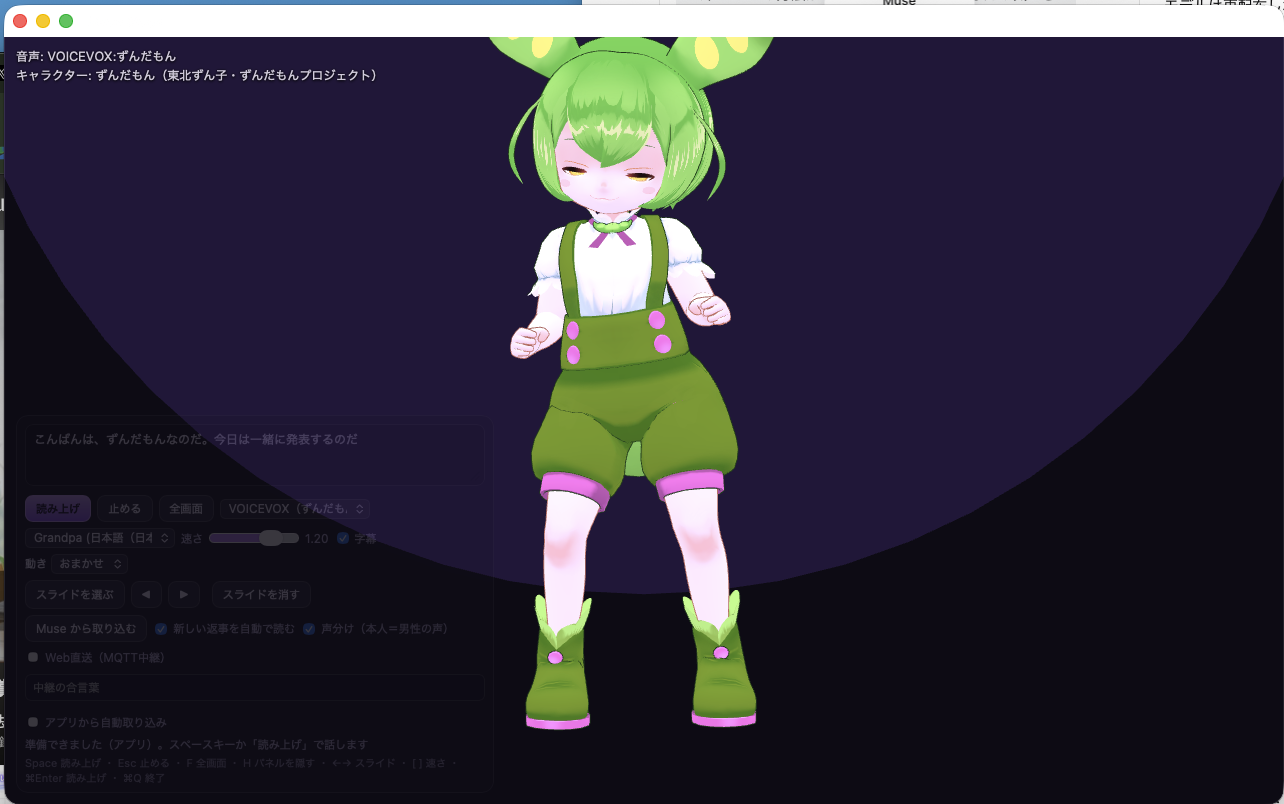 Muse
音声: VOICEVOX:ずんだもん
キャラクター: ずんだもん（東北ずん子・ずんだもんプロジェクト）
こんばんは、ずんだもんなのだ。今日は一緒に発表するのだ
読み上げ 止める 全画面 VOICEVOX（ずんだも.
Grandpa (日本語（日本 速さ 1.20 字幕
動き おまかせ
スライドを選ぶ ◀ ▶ スライドを消す
Muse から取り込む 新しい返事を自動で読む 声分け（本人＝男性の声）
Web直送（MQTT中継）
中継の合言葉
アプリから自動取り込み
準備できました（アプリ）。スペースキーか「読み上げ」で話します
Space 読み上げ ・ Esc 止める ・ F 全画面 ・ H パネルを隠す ・ ←→ スライド ・ [ ] 速さ ・
⌘Enter 読み上げ ・ ⌘Q 終了